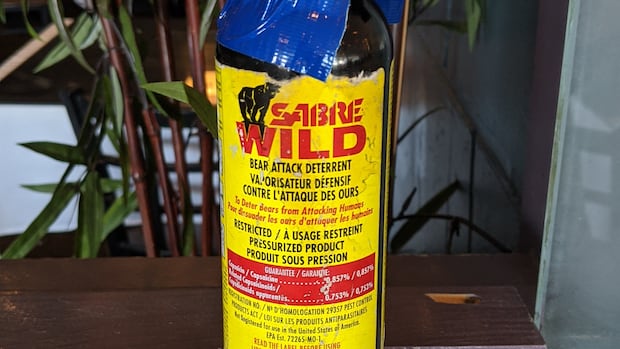 SABRE
WILD
BEAR ATTACK DETERRENT
VAPORISATEUR DÉFENSIF
CONTRE L'ATTAQUE DES OURS
To Deter Bears from Attacking Humans
Pour dissuader les ours d'attaquer les humains
RESTRICTED / À USAGE RESTREINT
PRESSURIZED PRODUCT
PRODUIT SOUS PRESSION
GUARANTEE / GARANTIE:
Capsaicin / Capsaïcine 0.857% / 0,857%
Related Capsaicinoids /
Capsaicinoïdes apparentés 0.753% / 0,753%
REGISTRATION NO./ Nº D'HOMOLOGATION 29357 PEST CONTROL
PRODUCTS ACT / LOI SUR LES PRODUITS ANTIPARASITAIRES
Not Registered for use in the United States of America.
EPA Est. 72265-MO-1
READ THE LABEL BEFORE USING